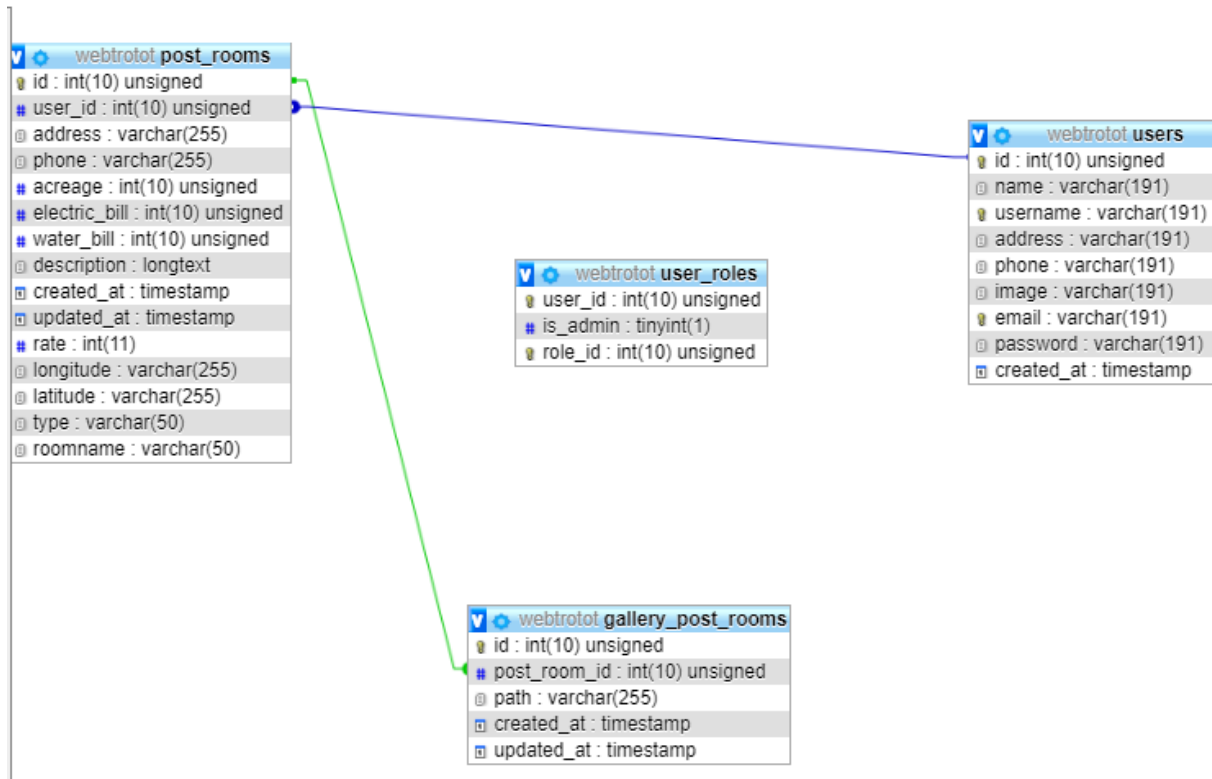 webtrotot post_rooms
id : int(10) unsigned
user_id : int(10) unsigned
address : varchar(255)
phone : varchar(255)
acreage : int(10) unsigned
electric_bill : int(10) unsigned
water_bill : int(10) unsigned
description : longtext
created_at : timestamp
updated_at : timestamp
rate : int(11)
longitude : varchar(255)
latitude : varchar(255)
type : varchar(50)
roomname : varchar(50)
webtrotot users
id : int(10) unsigned
name : varchar(191)
username : varchar(191)
address : varchar(191)
phone : varchar(191)
image : varchar(191)
email : varchar(191)
password : varchar(191)
created_at : timestamp
webtrotot user_roles
user_id : int(10) unsigned
is_admin : tinyint(1)
role_id : int(10) unsigned
webtrotot gallery_post_rooms
id : int(10) unsigned
post_room_id : int(10) unsigned
path : varchar(255)
created_at : timestamp
updated_at : timestamp